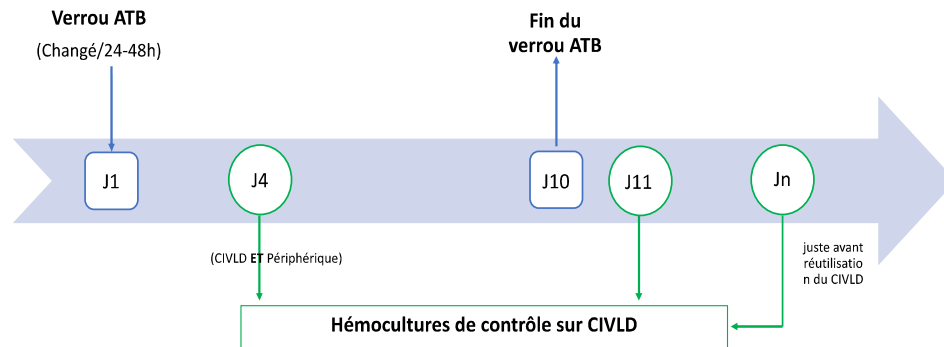 Verrou ATB
(Changé/24-48h)
Fin du
verrou ATB
J1
J4
J10
J11
Jn
(CIVLD ET Périphérique)
juste avant
réutilisatio
n du CIVLD
Hémocultures de contrôle sur CIVLD